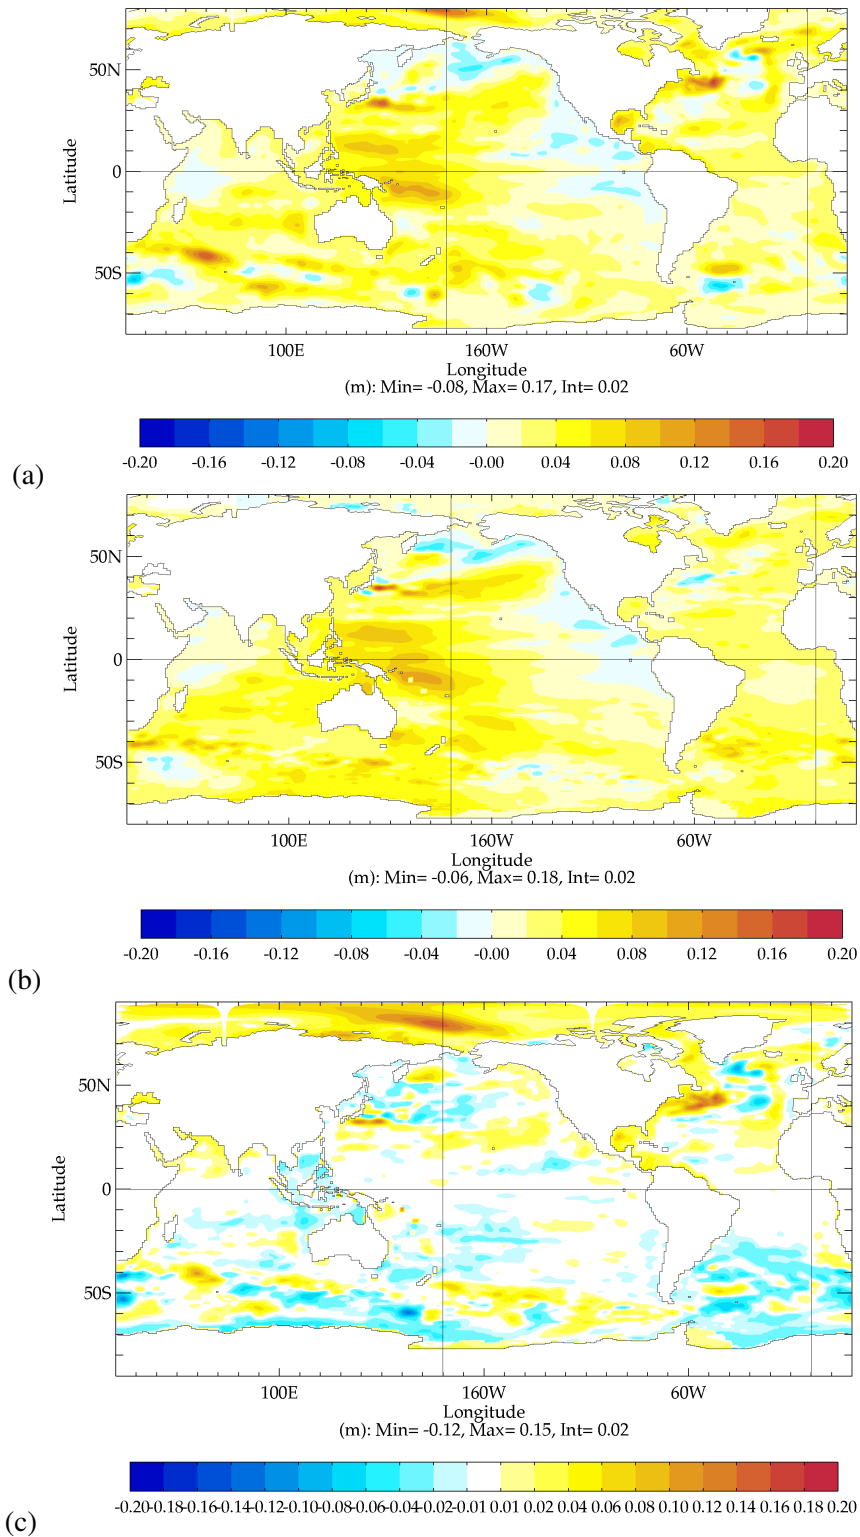 50N
0
50S
Latitude
100E 160W 60W
Longitude
(m): Min= -0.08, Max= 0.17, Int= 0.02
-0.20 -0.16 -0.12 -0.08 -0.04 -0.00 0.04 0.08 0.12 0.16 0.20
(a)
50N
0
50S
Latitude
100E 160W 60W
Longitude
(m): Min= -0.06, Max= 0.18, Int= 0.02
-0.20 -0.16 -0.12 -0.08 -0.04 -0.00 0.04 0.08 0.12 0.16 0.20
(b)
50N
0
50S
Latitude
100E 160W 60W
Longitude
(m): Min= -0.12, Max= 0.15, Int= 0.02
-0.20-0.18-0.16-0.14-0.12-0.10-0.08-0.06-0.04-0.02-0.01 0.01 0.02 0.04 0.06 0.08 0.10 0.12 0.14 0.16 0.18 0.20
(c)